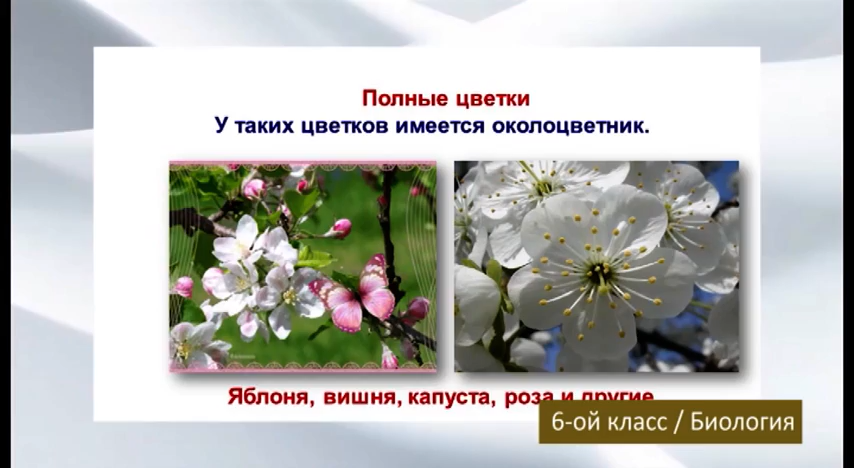 Полные цветки
У таких цветков имеется околоцветник.
Яблоня, вишня, капуста, роза и другие
6-ой класс / Биология